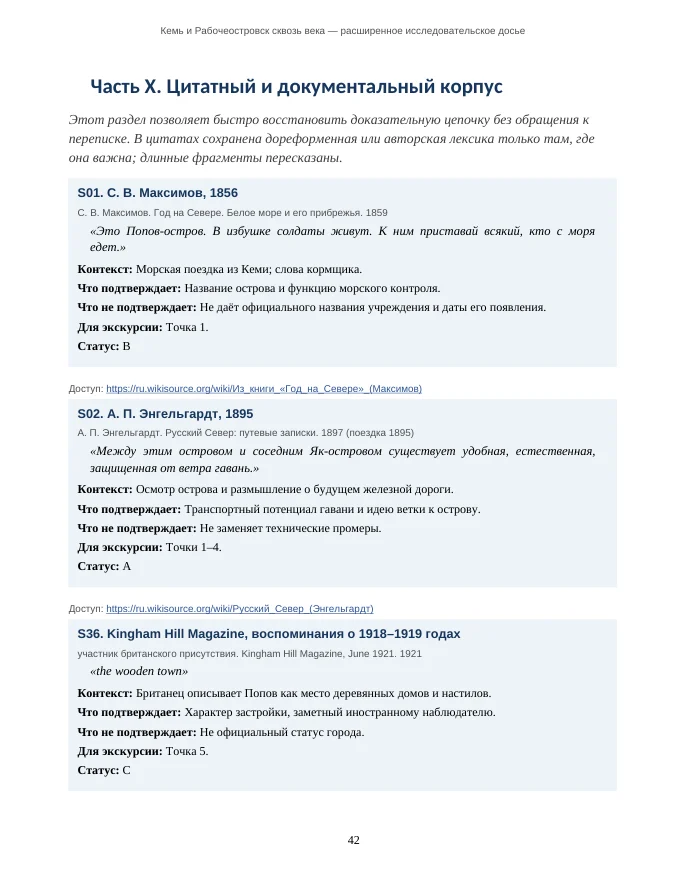 Кемь и Рабочеостровск сквозь века — расширенное исследовательское досье
Часть X. Цитатный и документальный корпус
Этот раздел позволяет быстро восстановить доказательную цепочку без обращения к
переписке. В цитатах сохранена дореформенная или авторская лексика только там, где
она важна; длинные фрагменты пересказаны.
S01. С. В. Максимов, 1856
С. В. Максимов. Год на Севере. Белое море и его прибрежья. 1859
«Это Попов-остров. В избушке солдаты живут. К ним приставай всякий, кто с моря
едет.»
Контекст: Морская поездка из Кеми; слова кормщика.
Что подтверждает: Название острова и функцию морского контроля.
Что не подтверждает: Не даёт официального названия учреждения и даты его появления.
Для экскурсии: Точка 1.
Статус: B
Доступ: https://ru.wikisource.org/wiki/Из_книги_«Год_на_Севере»_(Максимов)
S02. А. П. Энгельгардт, 1895
А. П. Энгельгардт. Русский Север: путевые записки. 1897 (поездка 1895)
«Между этим островом и соседним Як-островом существует удобная, естественная,
защищенная от ветра гавань.»
Контекст: Осмотр острова и размышление о будущем железной дороги.
Что подтверждает: Транспортный потенциал гавани и идею ветки к острову.
Что не подтверждает: Не заменяет технические промеры.
Для экскурсии: Точки 1–4.
Статус: A
Доступ: https://ru.wikisource.org/wiki/Русский_Север_(Энгельгардт)
S36. Kingham Hill Magazine, воспоминания о 1918–1919 годах
участник британского присутствия. Kingham Hill Magazine, June 1921. 1921
«the wooden town»
Контекст: Британец описывает Попов как место деревянных домов и настилов.
Что подтверждает: Характер застройки, заметный иностранному наблюдателю.
Что не подтверждает: Не официальный статус города.
Для экскурсии: Точка 5.
Статус: C
42